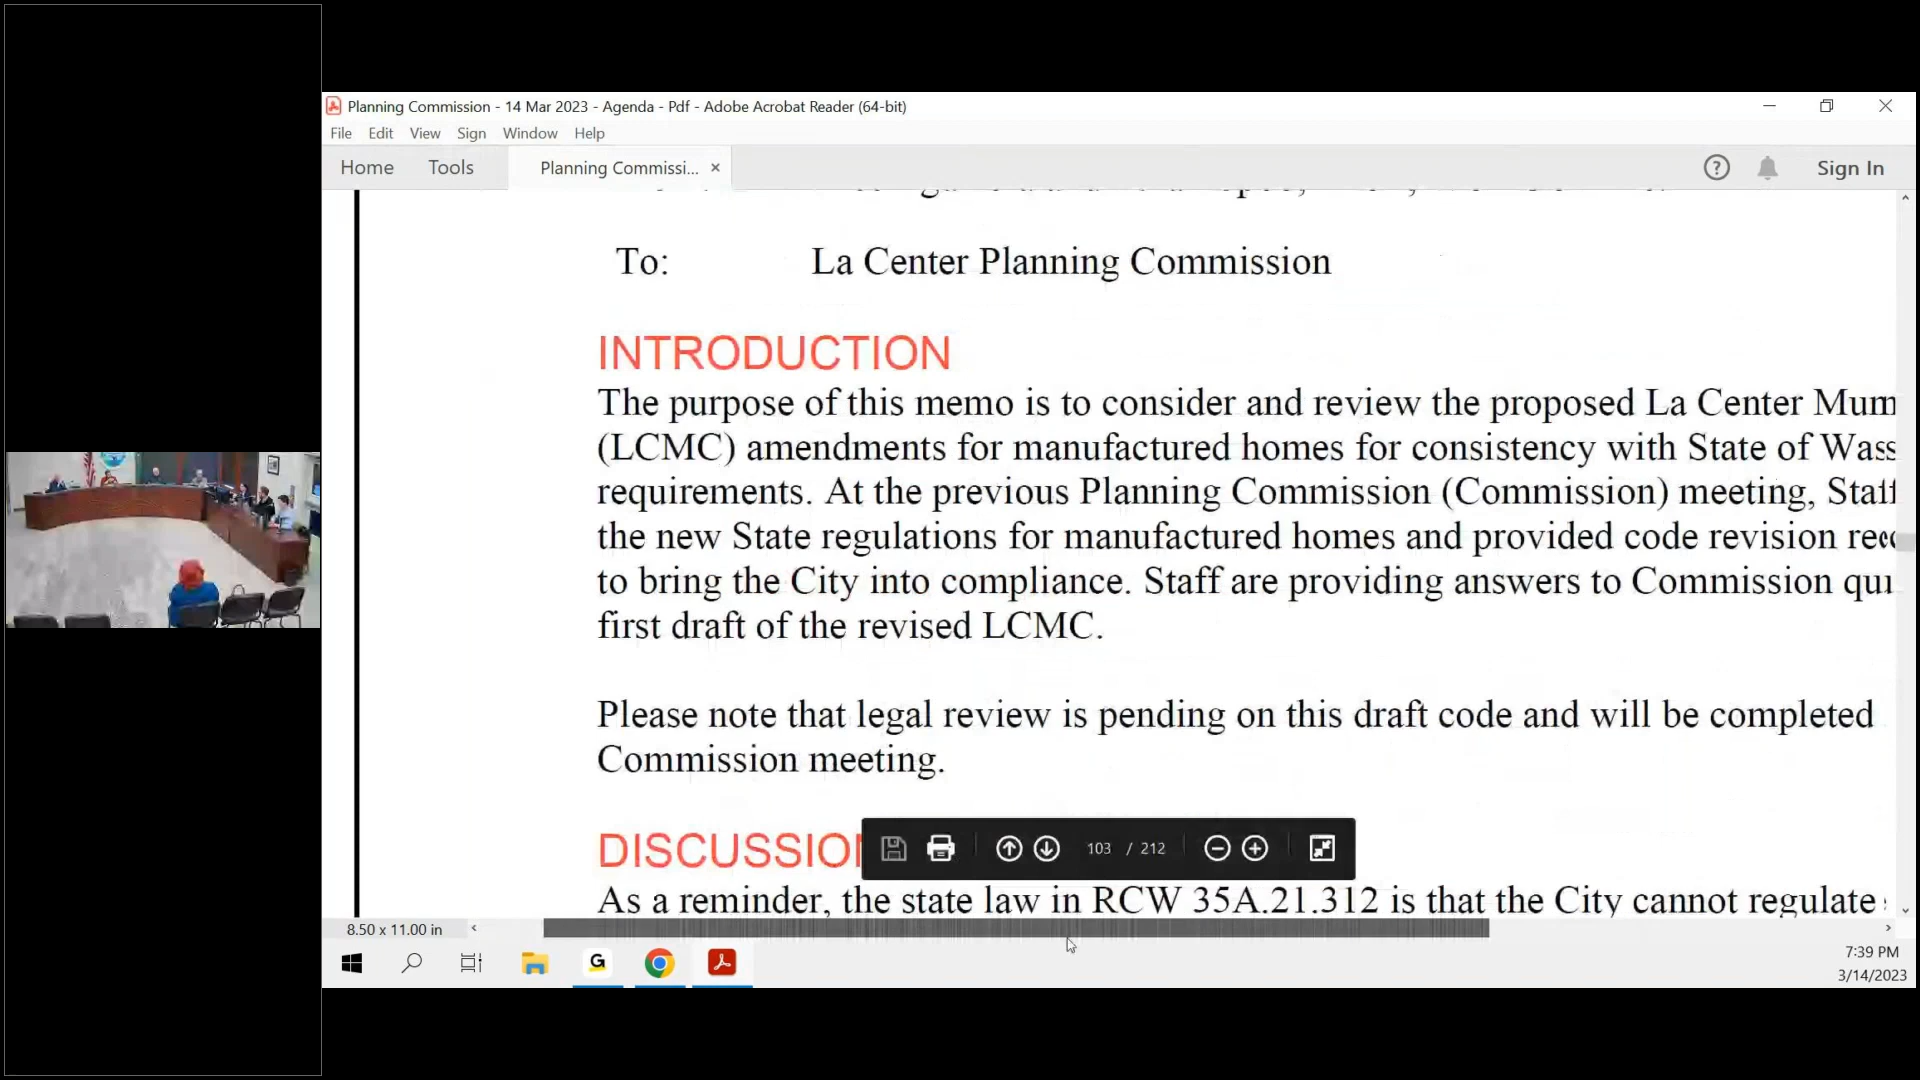 Planning Commission - 14 Mar 2023 - Agenda - Pdf - Adobe Acrobat Reader (64-bit)
File Edit View Sign Window Help
Home Tools Planning Commissi... × Sign In
To: La Center Planning Commission
INTRODUCTION
The purpose of this memo is to consider and review the proposed La Center
(LCMC) amendments for manufactured homes for consistency with State of
requirements. At the previous Planning Commission (Commission) meeting,
the new State regulations for manufactured homes and provided code revision
to bring the City into compliance. Staff are providing answers to Commission
first draft of the revised LCMC.
Please note that legal review is pending on this draft code and will be completed
Commission meeting.
DISCUSSIO
103 / 212
As a reminder, the state law in RCW 35A.21.312 is that the City cannot regulate
8.50 x 11.00 in
7:39 PM
3/14/2023